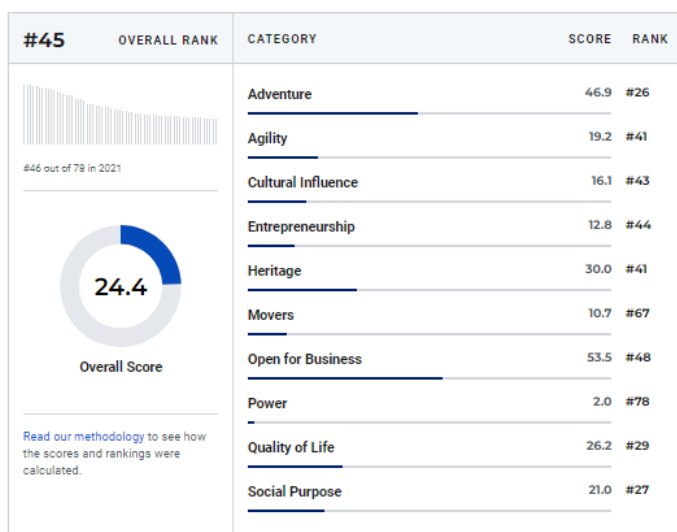 #45 OVERALL RANK
CATEGORY SCORE RANK
#46 out of 78 in 2021
24.4
Overall Score
Read our methodology to see how
the scores and rankings were
calculated.
Adventure 46.9 #26
Agility 19.2 #41
Cultural Influence 16.1 #43
Entrepreneurship 12.8 #44
Heritage 30.0 #41
Movers 10.7 #67
Open for Business 53.5 #48
Power 2.0 #78
Quality of Life 26.2 #29
Social Purpose 21.0 #27